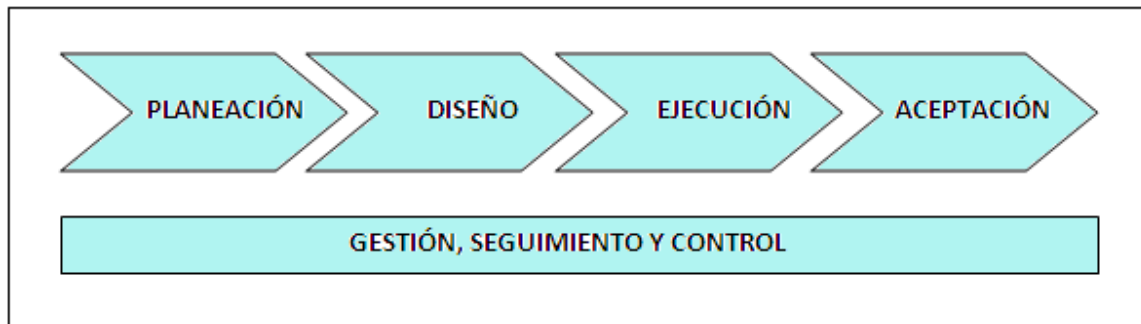 PLANEACIÓN
DISEÑO
EJECUCIÓN
ACEPTACIÓN
GESTIÓN, SEGUIMIENTO Y CONTROL